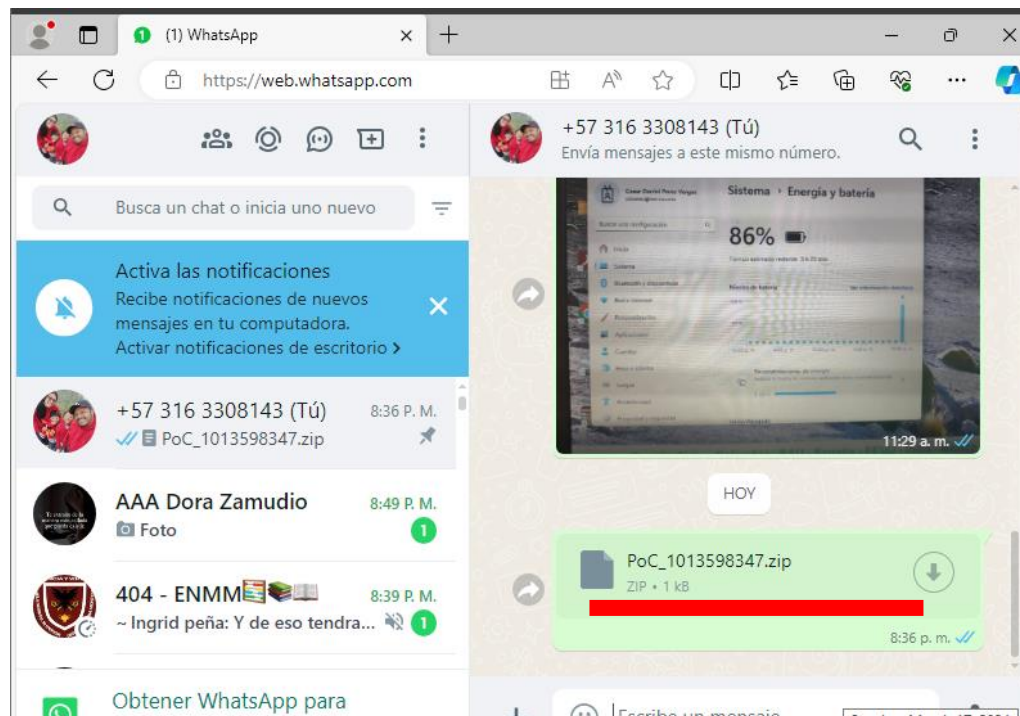 (1) WhatsApp
https://web.whatsapp.com
+57 316 3308143 (Tú)
Envía mensajes a este mismo número.
Busca un chat o inicia uno nuevo
Activa las notificaciones
Recibe notificaciones de nuevos
mensajes en tu computadora.
Activar notificaciones de escritorio >
+57 316 3308143 (Tú) 8:36 P. M.
PoC_1013598347.zip
AAA Dora Zamudio 8:49 P. M.
Foto 1
404 - ENMM 8:39 P. M.
~ Ingrid peña: Y de eso tendra... 1
Obtener WhatsApp para
Sistema > Energía y batería
86%
Sistema
11:29 a. m.
HOY
PoC_1013598347.zip
ZIP • 1 kB
8:36 p. m.
Escribe un mensaje